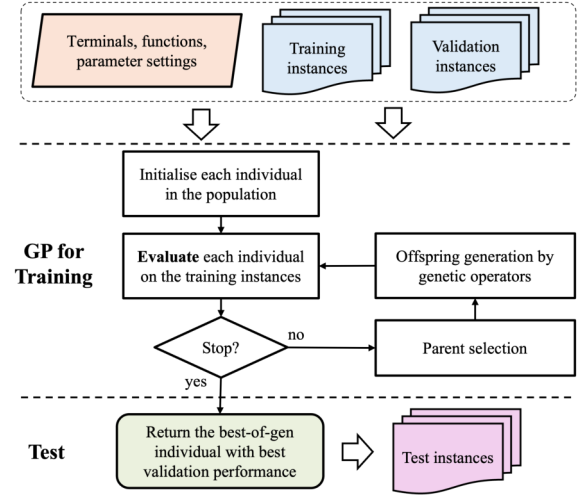 Terminals, functions,
parameter settings
Training
instances
Validation
instances
Initialise each individual
in the population
GP for
Training
Evaluate each individual
on the training instances
Offspring generation by
genetic operators
Stop?
no
Parent selection
yes
Test
Return the best-of-gen
individual with best
validation performance
Test instances